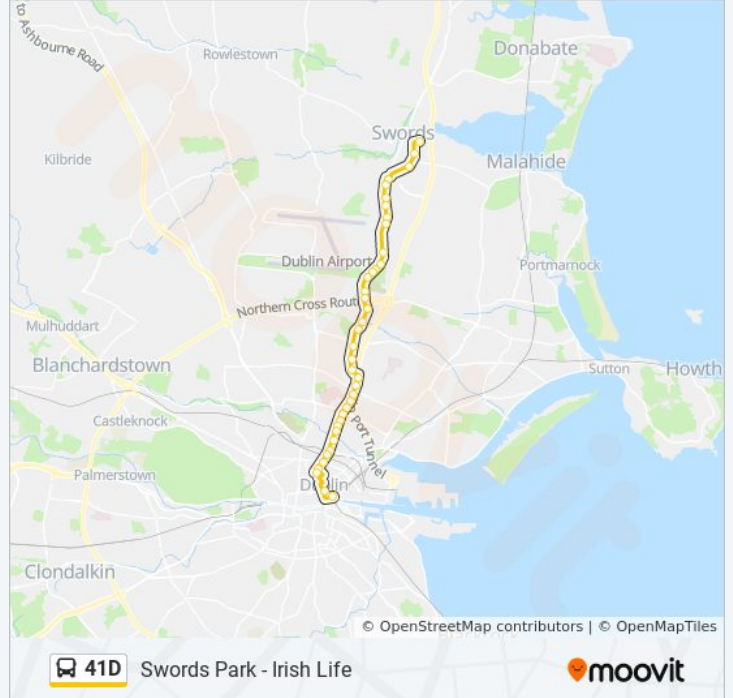 to Ashbourne Road
Donabate
Rowlestown
Swords
Kilbride
Malahide
Dublin Airport
Portmarnock
Northern Cross Route
Mulhuddart
Blanchardstown
Sutton
Howth
Castleknock
Port Tunnel
Palmerstown
Dublin
Clondalkin
© OpenStreetMap contributors | © OpenMapTiles
41D Swords Park - Irish Life
moovit